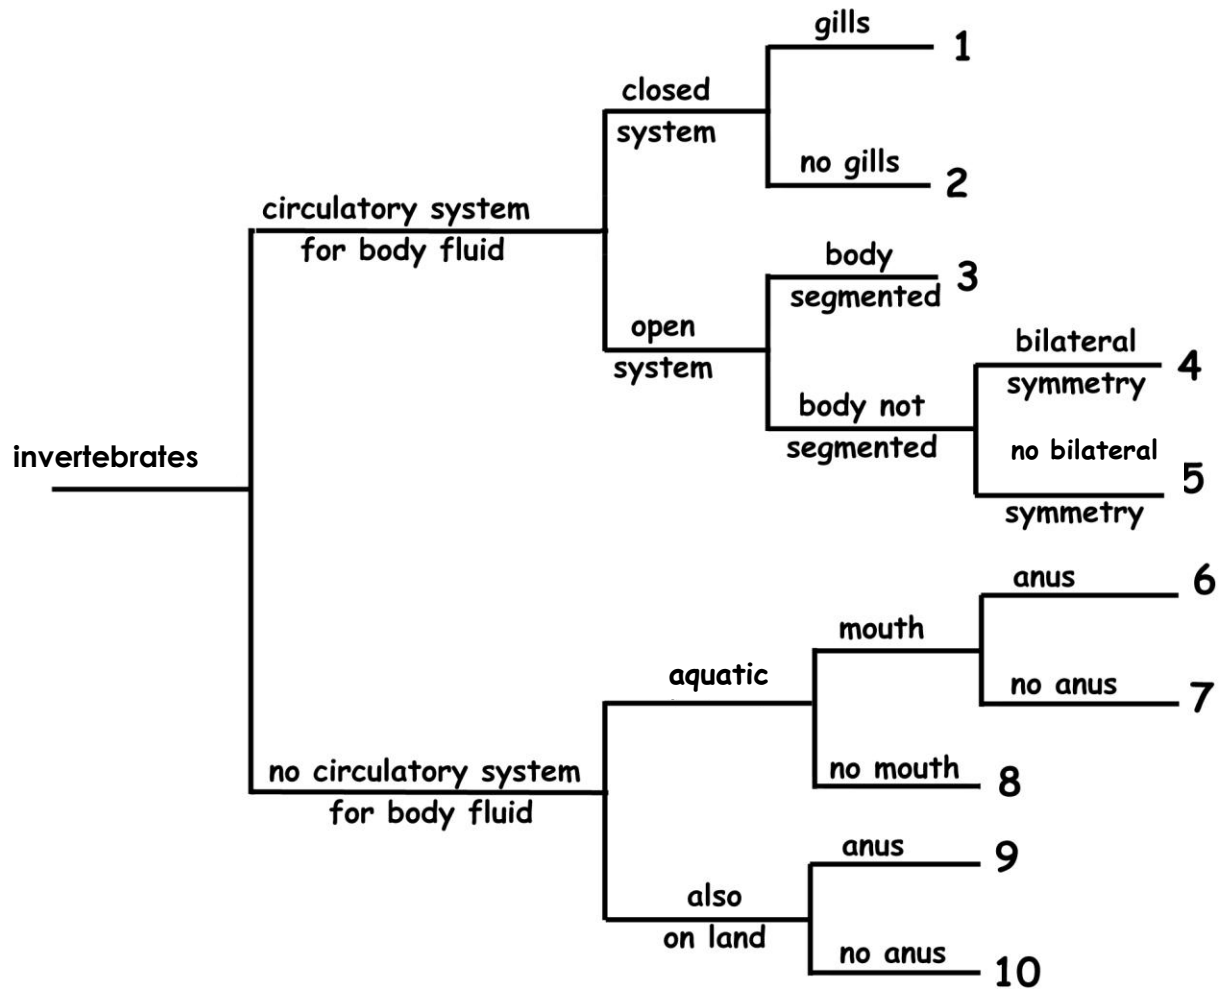 gills
1
closed
system
no gills
2
circulatory system
for body fluid
body
segmented
3
open
system
bilateral
symmetry
4
body not
segmented
no bilateral
symmetry
5
invertebrates
anus
6
mouth
no anus
7
aquatic
no mouth
8
no circulatory system
for body fluid
anus
9
also
on land
no anus
10